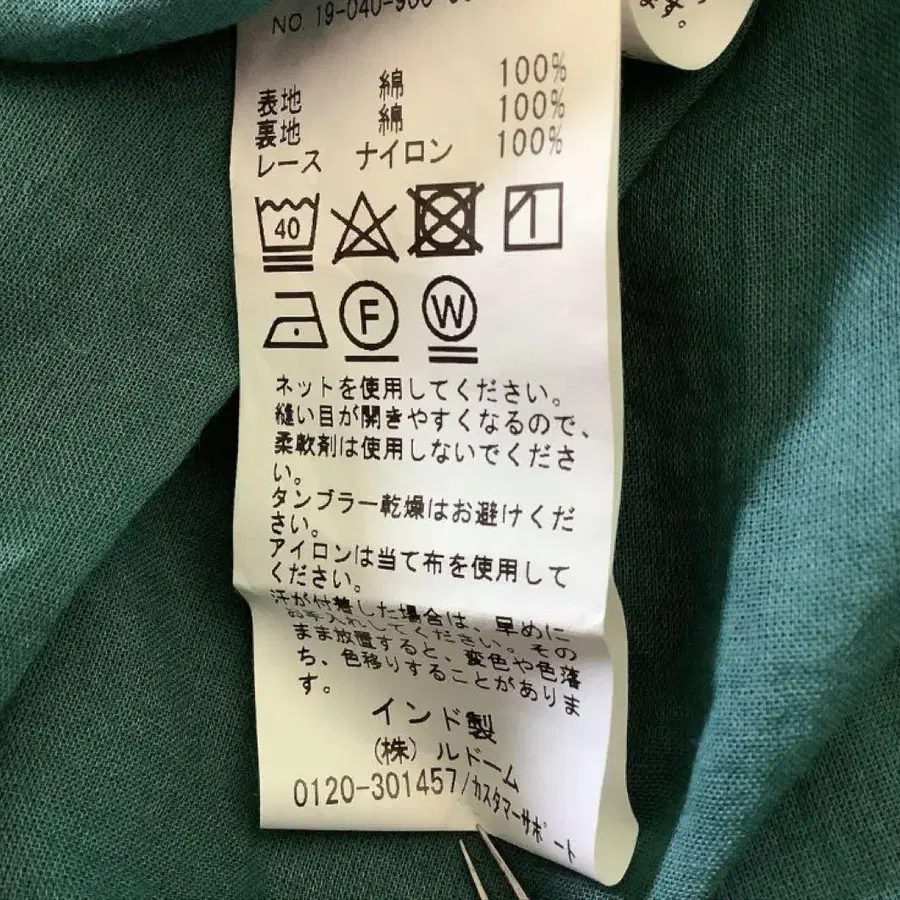 NO. 19-040-900
ます。
表地 綿 100%
裏地 綿 100%
レース ナイロン 100%
40
F W
ネットを使用してください。
縫い目が開きやすくなるので、
柔軟剤は使用しないでくださ
い。
タンブラー乾燥はお避けくだ
さい。
アイロンは当て布を使用して
ください。
汗が付着した場合は、早めに
お手入れしてください。その
まま放置すると、変色や色落
ち、色移りすることがありま
す。
インド製
(株)ルドーム
0120-301457/カスタマーサポート